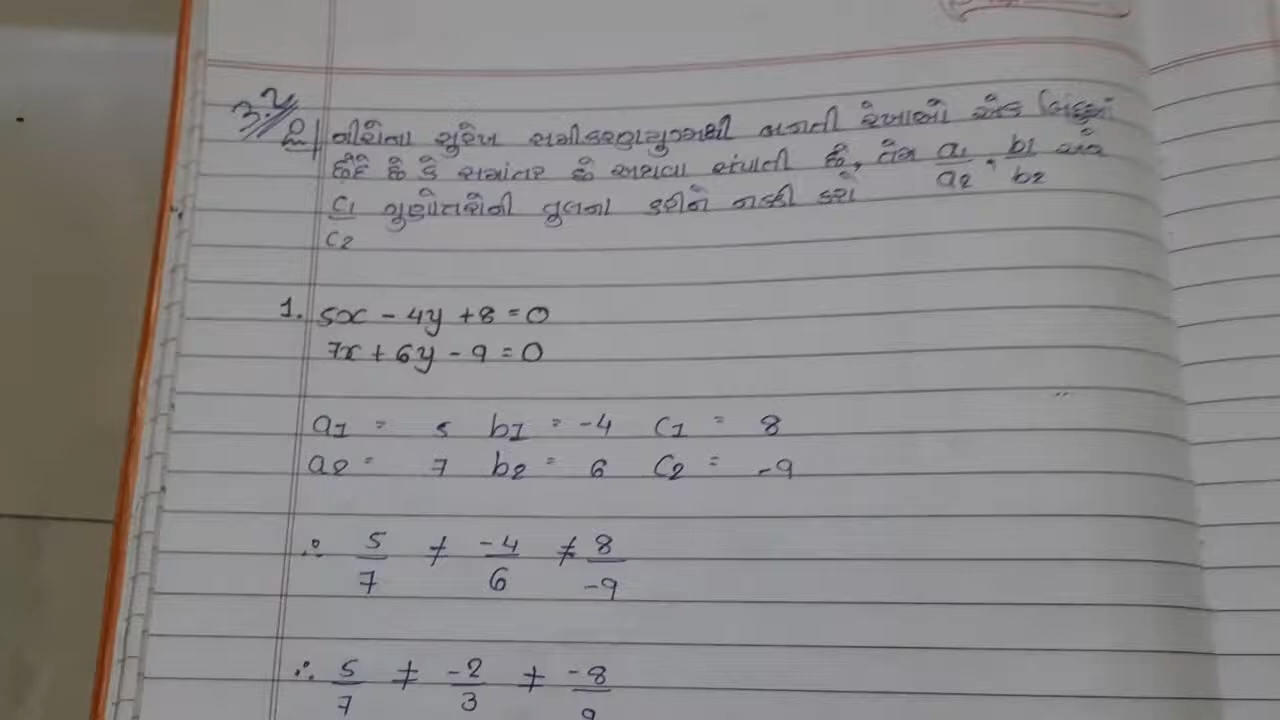 3.2
2| નીચેના સુરેખ સમીકરણયુગ્મથી બનતી રેખાઓ એક બિંદુમાં
છેદે છે કે સમાંતર છે અથવા સંપાતી છે, તેમ a1/a2, b1/b2 અને
c1/c2 ગુણોતરોની તુલના કરીને નક્કી કરો
1. 5x - 4y + 8 = 0
7x + 6y - 9 = 0
a1 = 5 b1 = -4 c1 = 8
a2 = 7 b2 = 6 c2 = -9
∴ 5/7 ≠ -4/6 ≠ 8/-9
∴ 5/7 ≠ -2/3 ≠ -8/9